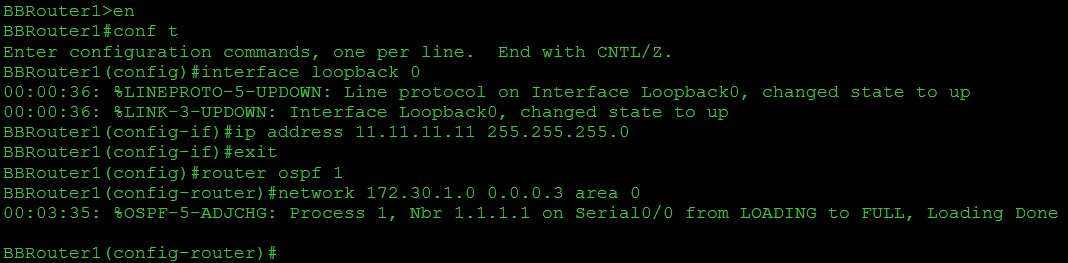 BBRouter1>en
BBRouter1#conf t
Enter configuration commands, one per line.  End with CNTL/Z.
BBRouter1(config)#interface loopback 0
00:00:36: %LINEPROTO-5-UPDOWN: Line protocol on Interface Loopback0, changed state to up
00:00:36: %LINK-3-UPDOWN: Interface Loopback0, changed state to up
BBRouter1(config-if)#ip address 11.11.11.11 255.255.255.0
BBRouter1(config-if)#exit
BBRouter1(config)#router ospf 1
BBRouter1(config-router)#network 172.30.1.0 0.0.0.3 area 0
00:03:35: %OSPF-5-ADJCHG: Process 1, Nbr 1.1.1.1 on Serial0/0 from LOADING to FULL, Loading Done
BBRouter1(config-router)#